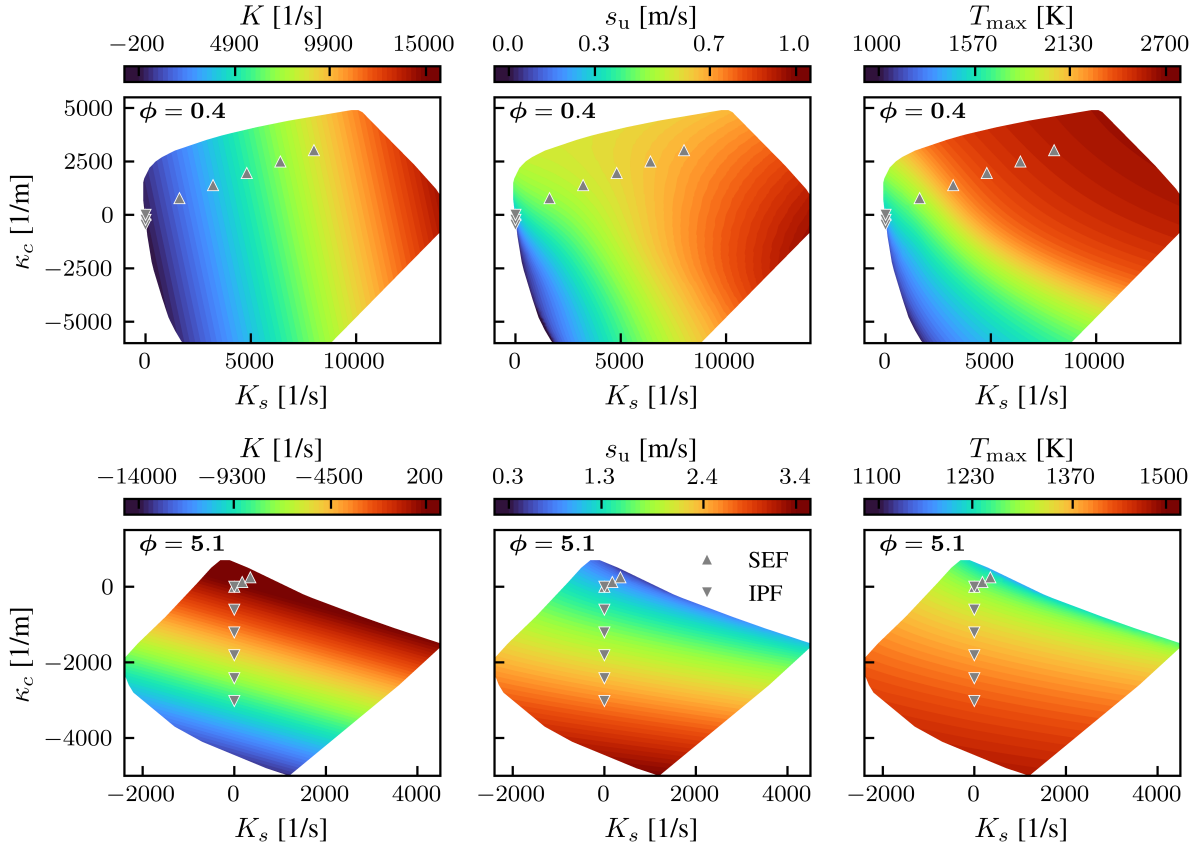 K [1/s] s_u [m/s] T_max [K]
−200 4900 9900 15000 0.0 0.3 0.7 1.0 1000 1570 2130 2700
ϕ = 0.4 ϕ = 0.4 ϕ = 0.4
5000
2500
0
−2500
−5000
κ_c [1/m]
0 5000 10000 0 5000 10000 0 5000 10000
K_s [1/s] K_s [1/s] K_s [1/s]
K [1/s] s_u [m/s] T_max [K]
−14000 −9300 −4500 200 0.3 1.3 2.4 3.4 1100 1230 1370 1500
ϕ = 5.1 ϕ = 5.1 ϕ = 5.1
SEF
IPF
0
−2000
−4000
κ_c [1/m]
−2000 0 2000 4000 −2000 0 2000 4000 −2000 0 2000 4000
K_s [1/s] K_s [1/s] K_s [1/s]